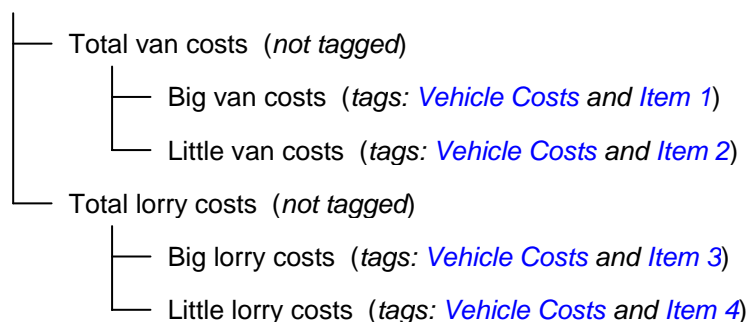 Total van costs (not tagged)
Big van costs (tags: Vehicle Costs and Item 1)
Little van costs (tags: Vehicle Costs and Item 2)
Total lorry costs (not tagged)
Big lorry costs (tags: Vehicle Costs and Item 3)
Little lorry costs (tags: Vehicle Costs and Item 4)